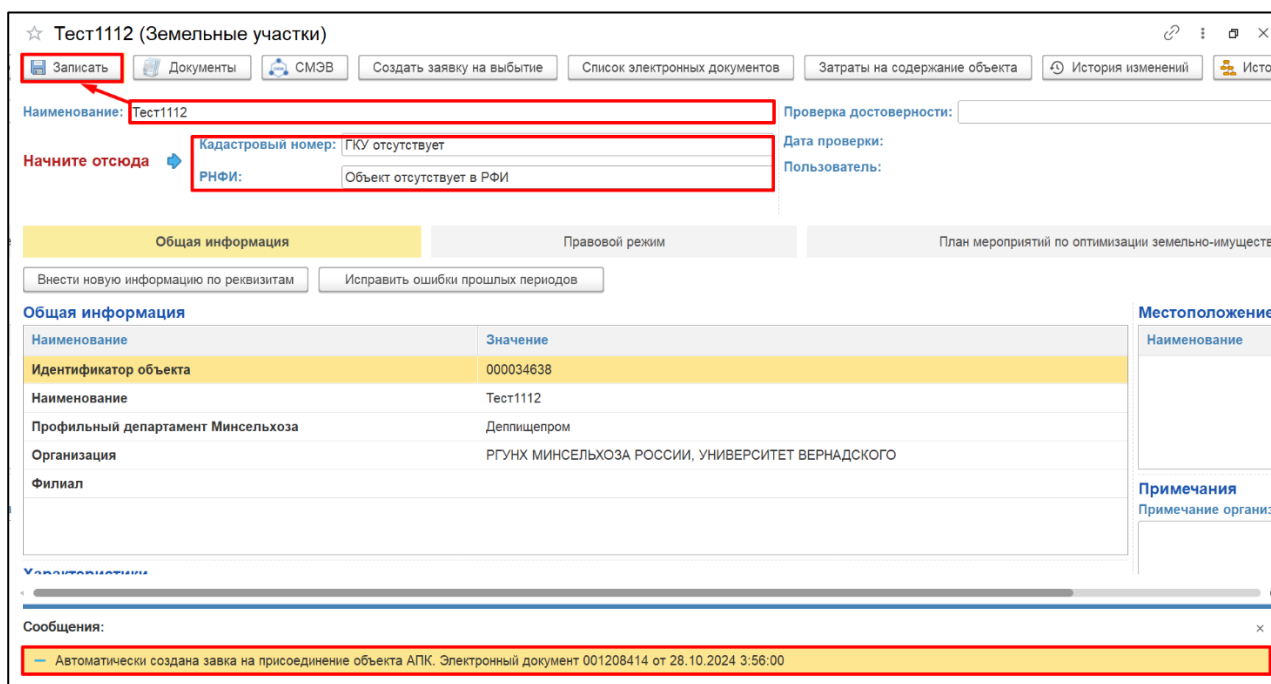 Тест1112 (Земельные участки)
Записать Документы СМЭВ Создать заявку на выбытие Список электронных документов Затраты на содержание объекта История изменений
Наименование: Тест1112 Проверка достоверности:
Кадастровый номер: ГКУ отсутствует Дата проверки:
Начните отсюда
РНФИ: Объект отсутствует в РФИ Пользователь:
Общая информация Правовой режим План мероприятий по оптимизации
Внести новую информацию по реквизитам Исправить ошибки прошлых периодов
Общая информация Местоположение
Наименование Значение Наименование
Идентификатор объекта 000034638
Наименование Тест1112
Профильный департамент Минсельхоза Деппищепром
Организация РГУНХ МИНСЕЛЬХОЗА РОССИИ, УНИВЕРСИТЕТ ВЕРНАДСКОГО
Филиал
Примечания
Примечание
Характеристики
Сообщения:
Автоматически создана завка на присоединение объекта АПК. Электронный документ 001208414 от 28.10.2024 3:56:00